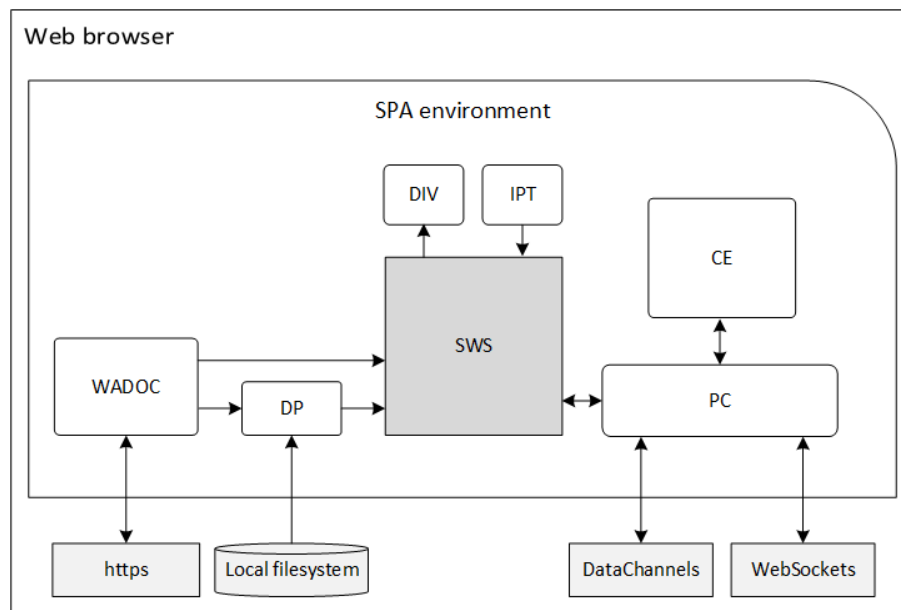 Web browser
SPA environment
DIV
IPT
CE
SWS
WADOC
DP
PC
https
Local filesystem
DataChannels
WebSockets